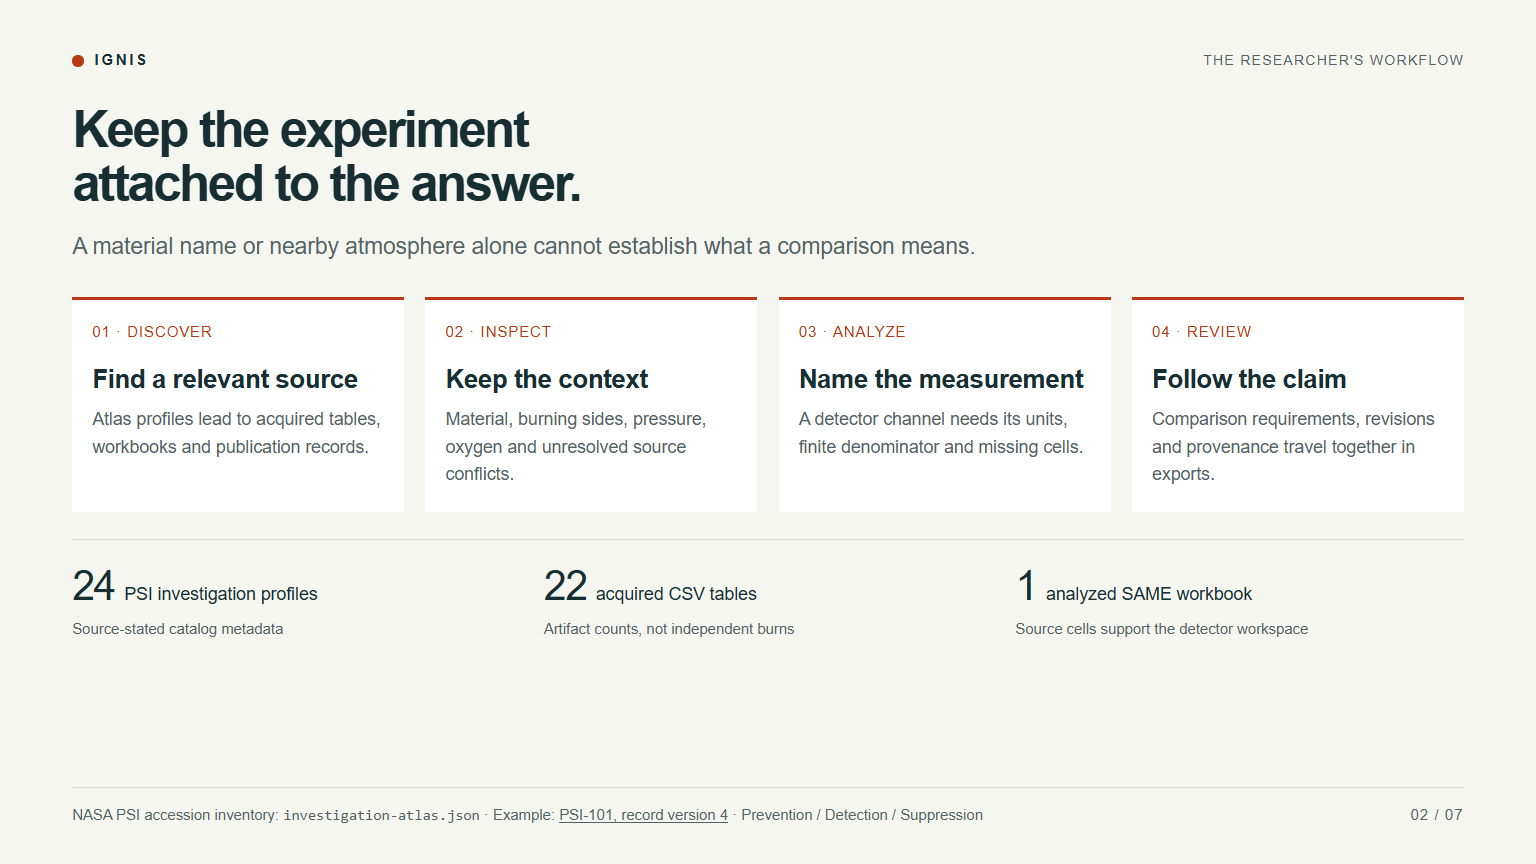 IGNIS
THE RESEARCHER'S WORKFLOW
Keep the experiment
attached to the answer.
A material name or nearby atmosphere alone cannot establish what a comparison means.
01 · DISCOVER
Find a relevant source
Atlas profiles lead to acquired tables,
workbooks and publication records.
02 · INSPECT
Keep the context
Material, burning sides, pressure,
oxygen and unresolved source
conflicts.
03 · ANALYZE
Name the measurement
A detector channel needs its units,
finite denominator and missing cells.
04 · REVIEW
Follow the claim
Comparison requirements, revisions
and provenance travel together in
exports.
24 PSI investigation profiles
Source-stated catalog metadata
22 acquired CSV tables
Artifact counts, not independent burns
1 analyzed SAME workbook
Source cells support the detector workspace
NASA PSI accession inventory: investigation-atlas.json · Example: PSI-101, record version 4 · Prevention / Detection / Suppression
02 / 07